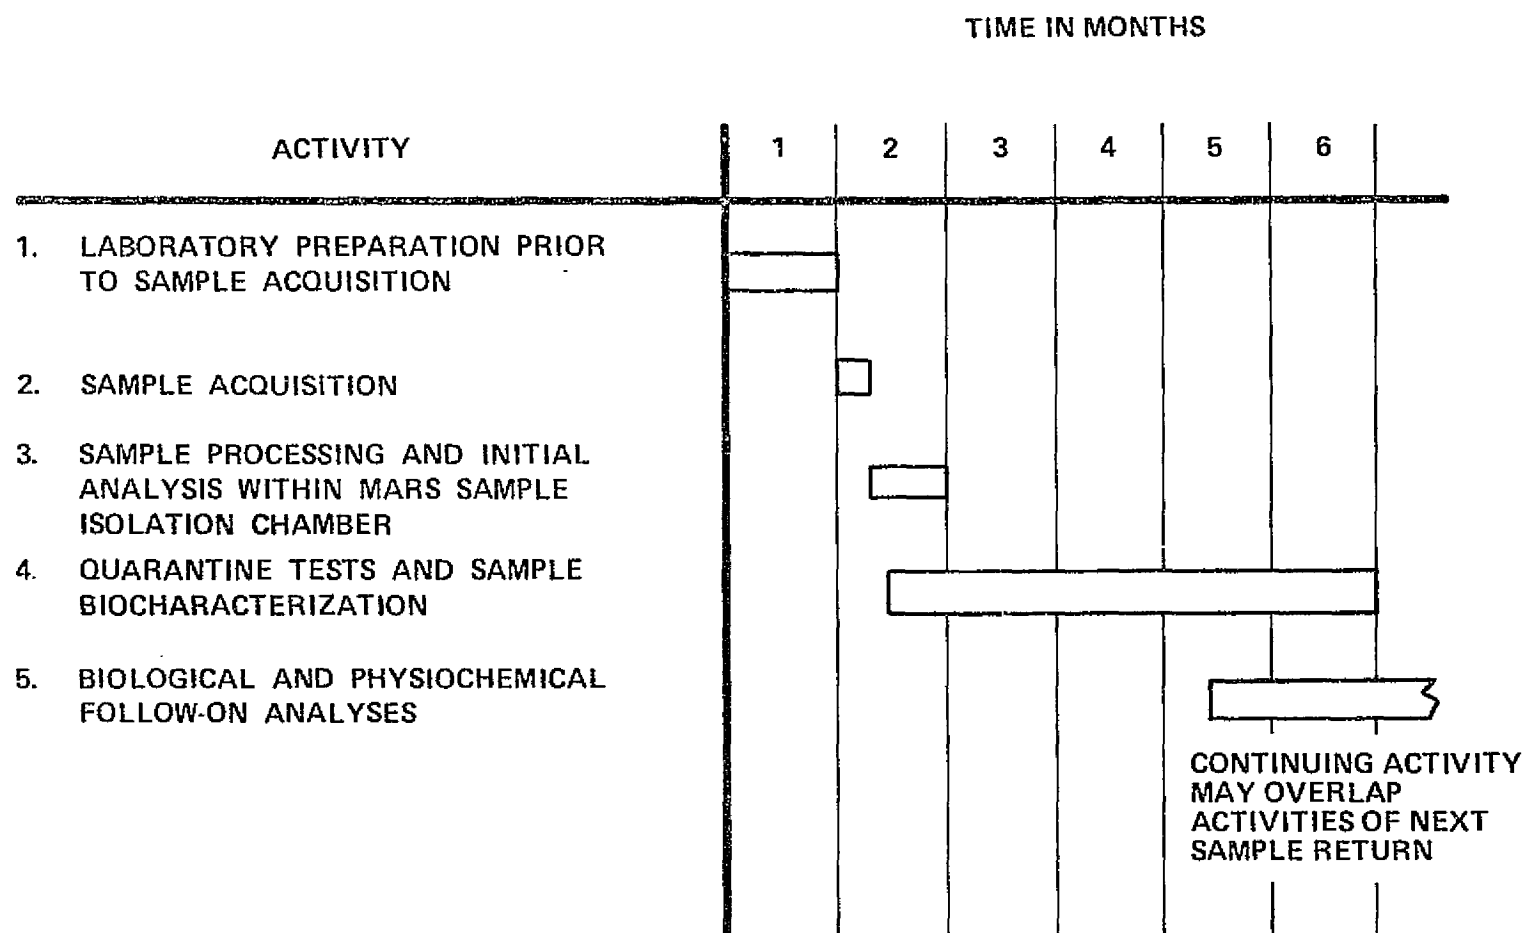 TIME IN MONTHS
ACTIVITY 1 2 3 4 5 6
1. LABORATORY PREPARATION PRIOR
TO SAMPLE ACQUISITION
2. SAMPLE ACQUISITION
3. SAMPLE PROCESSING AND INITIAL
ANALYSIS WITHIN MARS SAMPLE
ISOLATION CHAMBER
4. QUARANTINE TESTS AND SAMPLE
BIOCHARACTERIZATION
5. BIOLOGICAL AND PHYSIOCHEMICAL
FOLLOW-ON ANALYSES
CONTINUING ACTIVITY
MAY OVERLAP
ACTIVITIES OF NEXT
SAMPLE RETURN